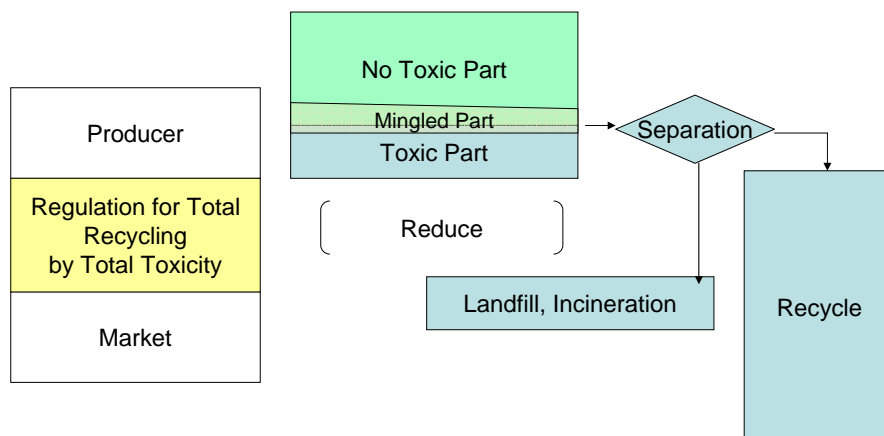 No Toxic Part
Mingled Part
Toxic Part
Separation
Producer
Regulation for Total
Recycling
by Total Toxicity
Market
Reduce
Landfill, Incineration
Recycle